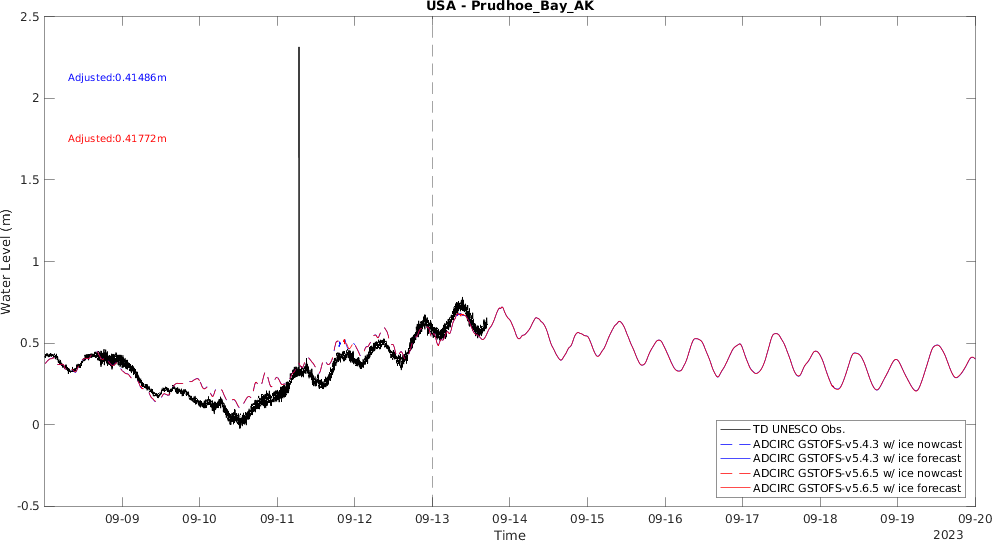 USA - Prudhoe_Bay_AK
2.5
2
1.5
1
0.5
0
-0.5
Water Level (m)
Adjusted:0.41486m
Adjusted:0.41772m
TD UNESCO Obs.
ADCIRC GSTOFS-v5.4.3 w/ ice nowcast
ADCIRC GSTOFS-v5.4.3 w/ ice forecast
ADCIRC GSTOFS-v5.6.5 w/ ice nowcast
ADCIRC GSTOFS-v5.6.5 w/ ice forecast
09-09 09-10 09-11 09-12 09-13 09-14 09-15 09-16 09-17 09-18 09-19 09-20
Time
2023